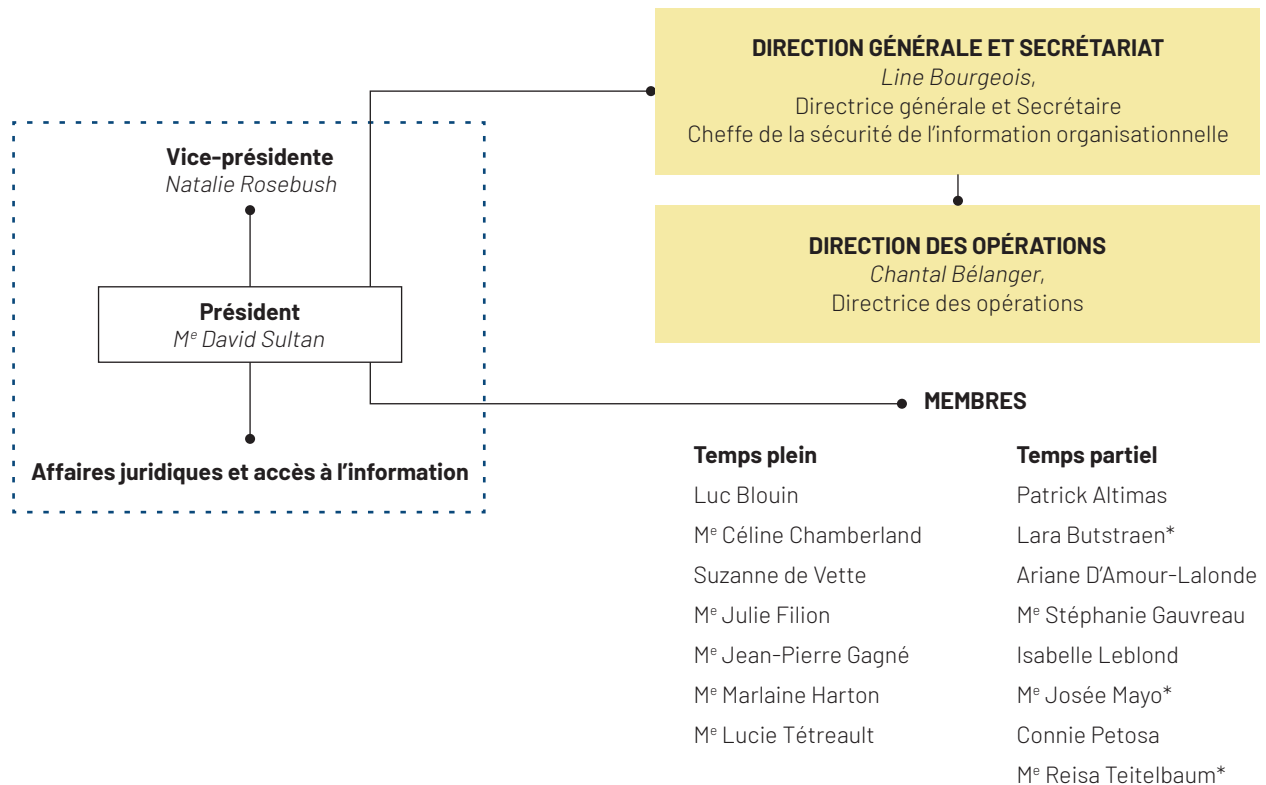 DIRECTION GÉNÉRALE ET SECRÉTARIAT
Line Bourgeois,
Directrice générale et Secrétaire
Cheffe de la sécurité de l’information organisationnelle
Vice-présidente
Natalie Rosebush
DIRECTION DES OPÉRATIONS
Chantal Bélanger,
Directrice des opérations
Président
Mᵉ David Sultan
Affaires juridiques et accès à l’information
MEMBRES
Temps plein
Luc Blouin
Mᵉ Céline Chamberland
Suzanne de Vette
Mᵉ Julie Filion
Mᵉ Jean-Pierre Gagné
Mᵉ Marlaine Harton
Mᵉ Lucie Tétreault
Temps partiel
Patrick Altimas
Lara Butstraen*
Ariane D’Amour-Lalonde
Mᵉ Stéphanie Gauvreau
Isabelle Leblond
Mᵉ Josée Mayo*
Connie Petosa
Mᵉ Reisa Teitelbaum*